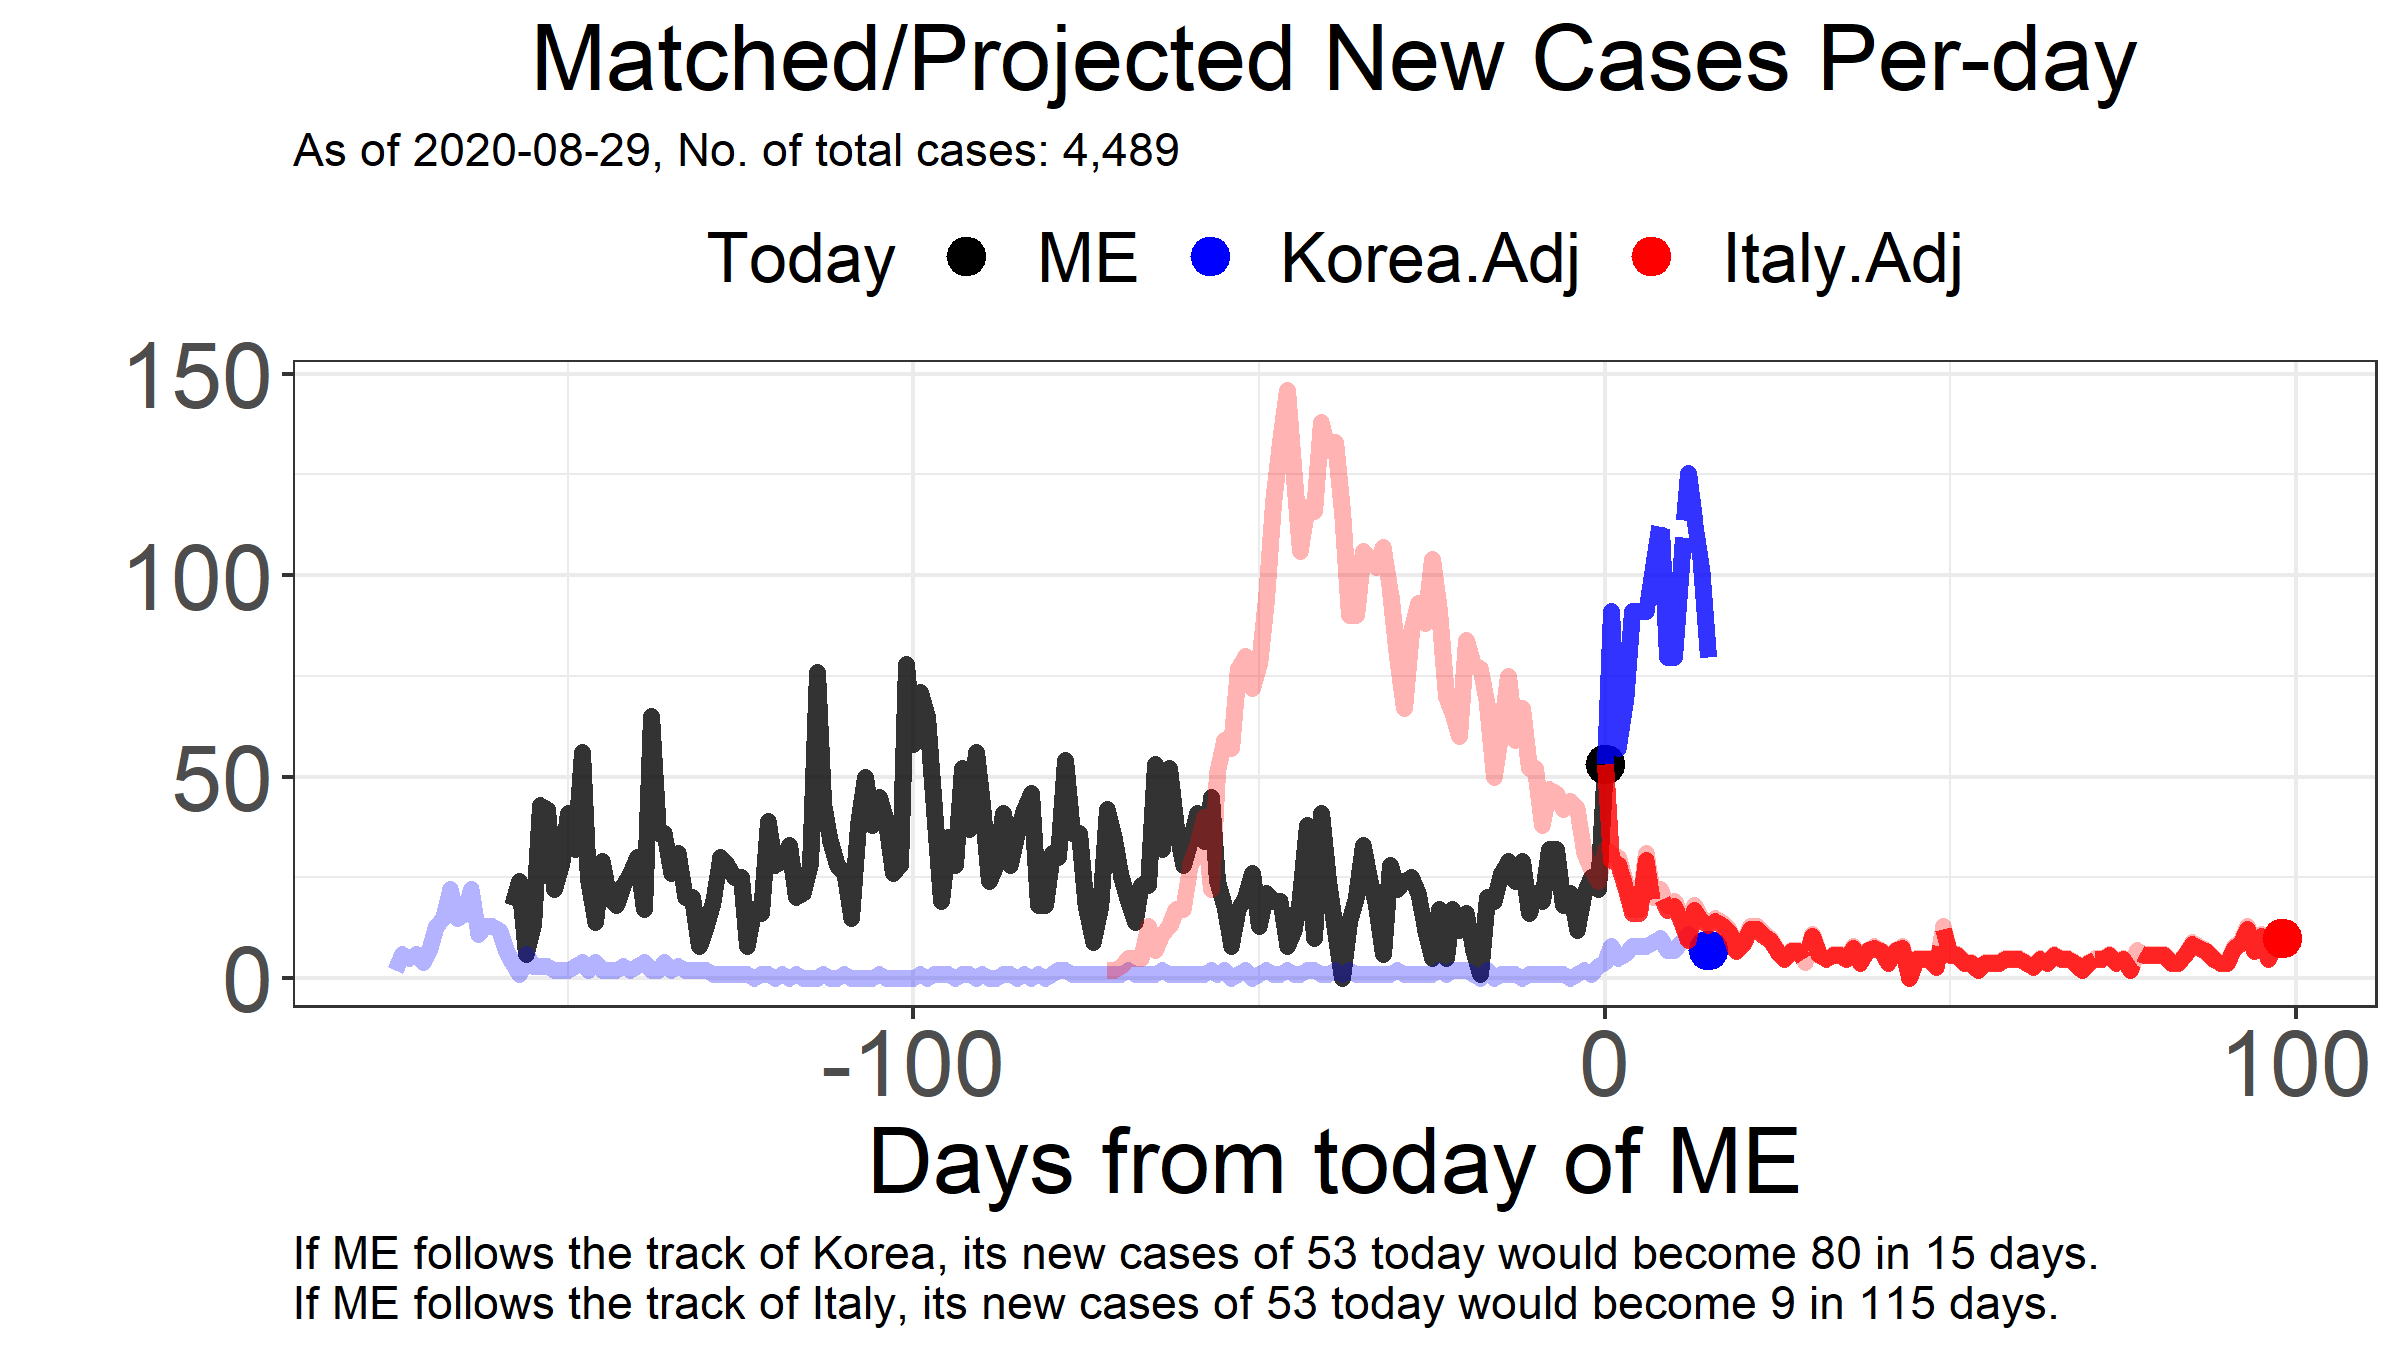 Matched/Projected New Cases Per-day
As of 2020-08-29, No. of total cases: 4,489
Today ME Korea.Adj Italy.Adj
150
100
50
0
-100 0 100
Days from today of ME
If ME follows the track of Korea, its new cases of 53 today would become 80 in 15 days.
If ME follows the track of Italy, its new cases of 53 today would become 9 in 115 days.